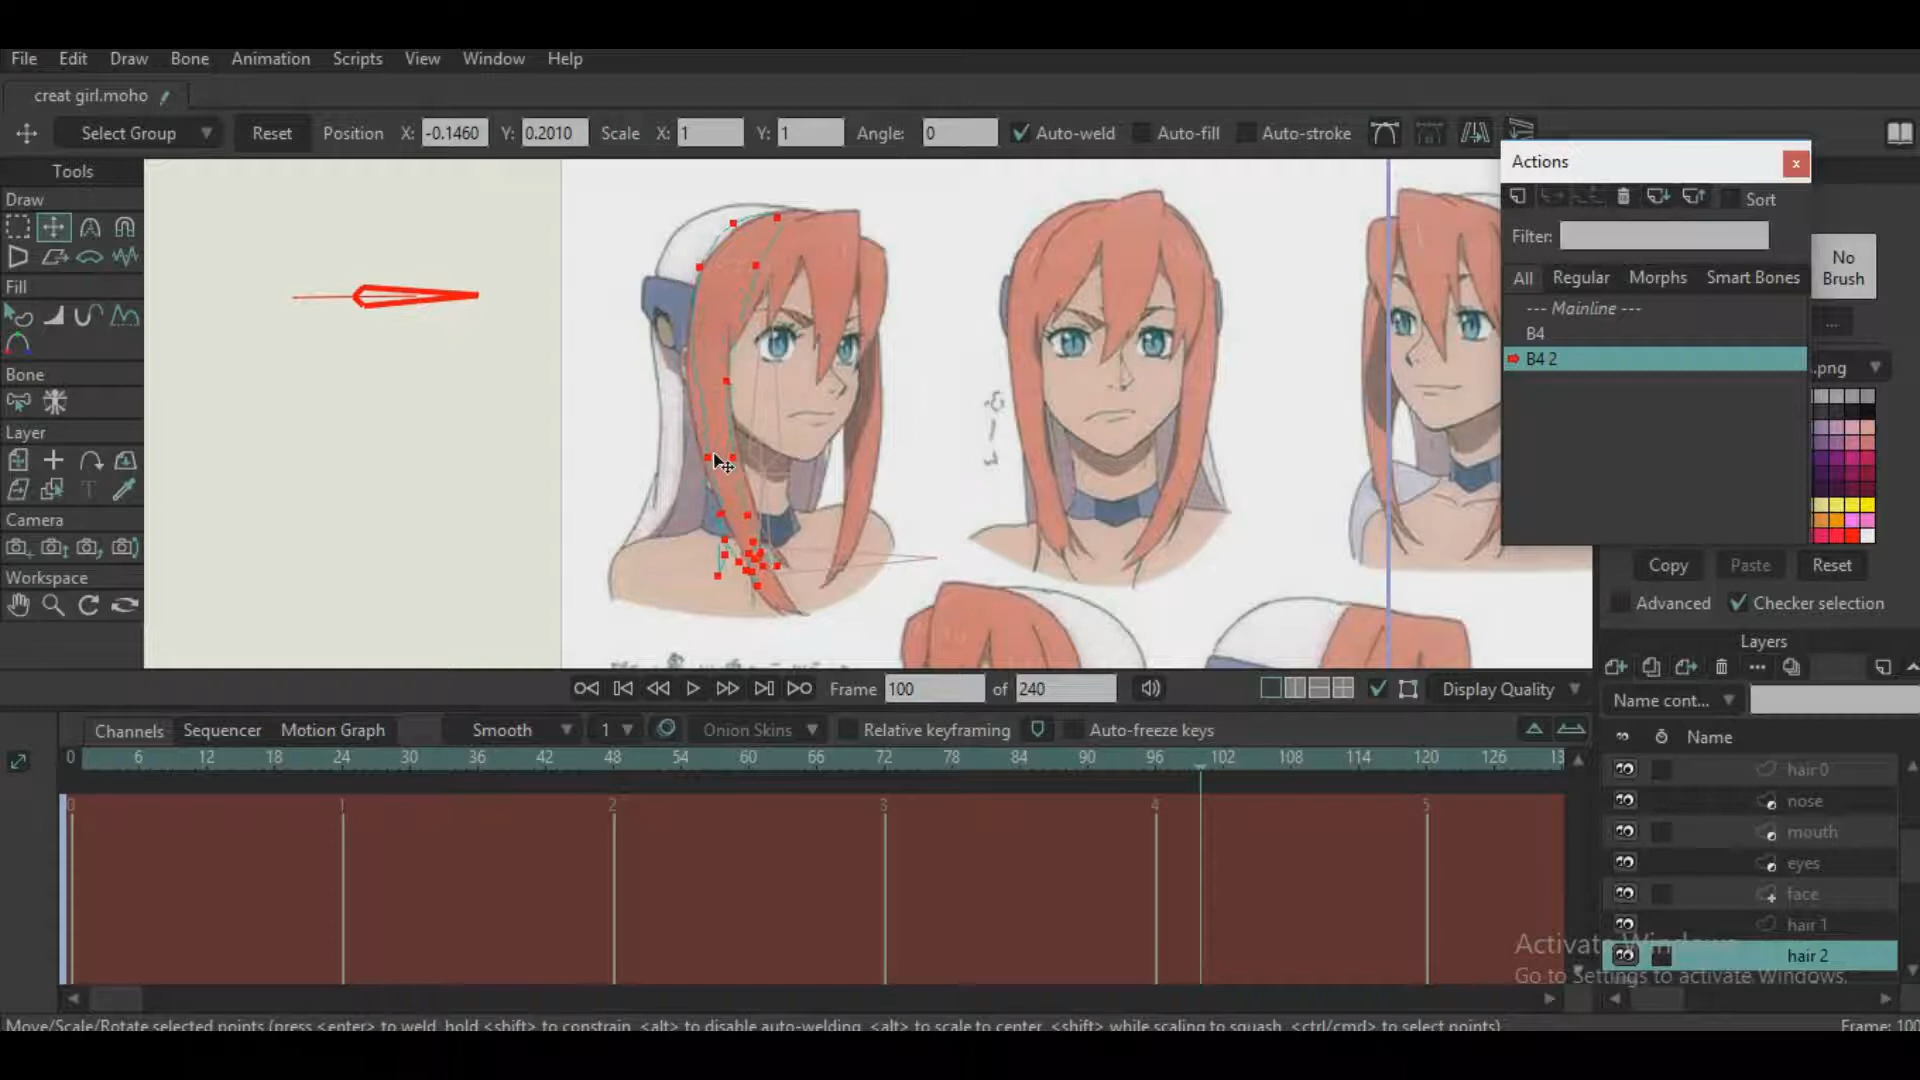 File Edit Draw Bone Animation Scripts View Window Help
creat girl.moho
Select Group Reset Position X: -0.1460 Y: 0.2010 Scale X: 1 Y: 1 Angle: 0 Auto-weld Auto-fill Auto-stroke
Tools
Draw
Fill
Bone
Layer
Camera
Workspace
Actions x
Sort
Filter:
All Regular Morphs Smart Bones
--- Mainline ---
B4
B4 2
No
Brush
...
.png
Copy Paste Reset
Advanced Checker selection
Layers
Name cont...
Name
hair 0
nose
mouth
eyes
face
hair 1
hair 2
Frame 100 of 240 Display Quality
Channels Sequencer Motion Graph Smooth 1 Onion Skins Relative keyframing Auto-freeze keys
0 6 12 18 24 30 36 42 48 54 60 66 72 78 84 90 96 102 108 114 120 126 13
0 1 2 3 4 5
Activate Windows
Go to Settings to activate Windows.
Move/Scale/Rotate selected points (press <enter> to weld, hold <shift> to constrain, <alt> to disable auto-welding, <alt> to scale to center, <shift> while scaling to squash, <ctrl/cmd> to select points)
Frame: 100